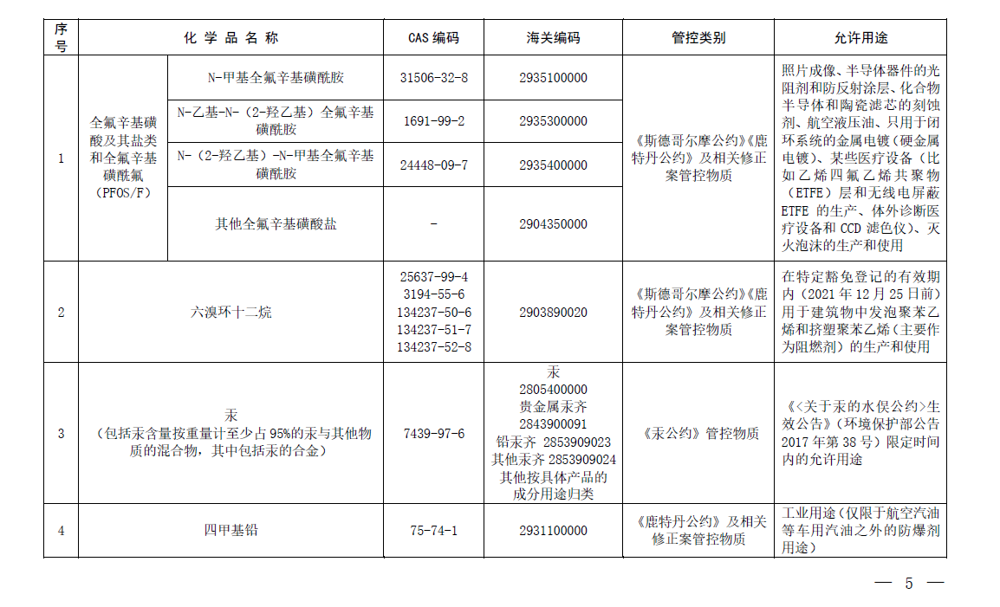 序号
化 学 品 名 称
CAS 编码
海关编码
管控类别
允许用途
1
全氟辛基磺
酸及其盐类
和全氟辛基
磺酰氟
（PFOS/F）
N-甲基全氟辛基磺酰胺
31506-32-8
2935100000
N-乙基-N-（2-羟乙基）全氟辛基
磺酰胺
1691-99-2
2935300000
N-（2-羟乙基）-N-甲基全氟辛基
磺酰胺
24448-09-7
2935400000
其他全氟辛基磺酸盐
-
2904350000
《斯德哥尔摩公约》《鹿
特丹公约》及相关修正
案管控物质
照片成像、半导体器件的光
阻剂和防反射涂层、化合物
半导体和陶瓷滤芯的刻蚀
剂、航空液压油、只用于闭
环系统的金属电镀（硬金属
电镀）、某些医疗设备（比
如乙烯四氟乙烯共聚物
（ETFE）层和无线电屏蔽
ETFE 的生产、体外诊断医
疗设备和 CCD 滤色仪）、灭
火泡沫的生产和使用
2
六溴环十二烷
25637-99-4
3194-55-6
134237-50-6
134237-51-7
134237-52-8
2903890020
《斯德哥尔摩公约》《鹿
特丹公约》及相关修正
案管控物质
在特定豁免登记的有效期
内（2021 年 12 月 25 日前）
用于建筑物中发泡聚苯乙
烯和挤塑聚苯乙烯（主要作
为阻燃剂）的生产和使用
3
汞
（包括汞含量按重量计至少占 95%的汞与其他物
质的混合物，其中包括汞的合金）
7439-97-6
汞
2805400000
贵金属汞齐
2843900091
铅汞齐 2853909023
其他汞齐 2853909024
其他按具体产品的
成分用途归类
《汞公约》管控物质
《<关于汞的水俣公约>生
效公告》（环境保护部公告
2017 年第 38 号）限定时间
内的允许用途
4
四甲基铅
75-74-1
2931100000
《鹿特丹公约》及相关
修正案管控物质
工业用途（仅限于航空汽油
等车用汽油之外的防爆剂
用途）
— 5 —